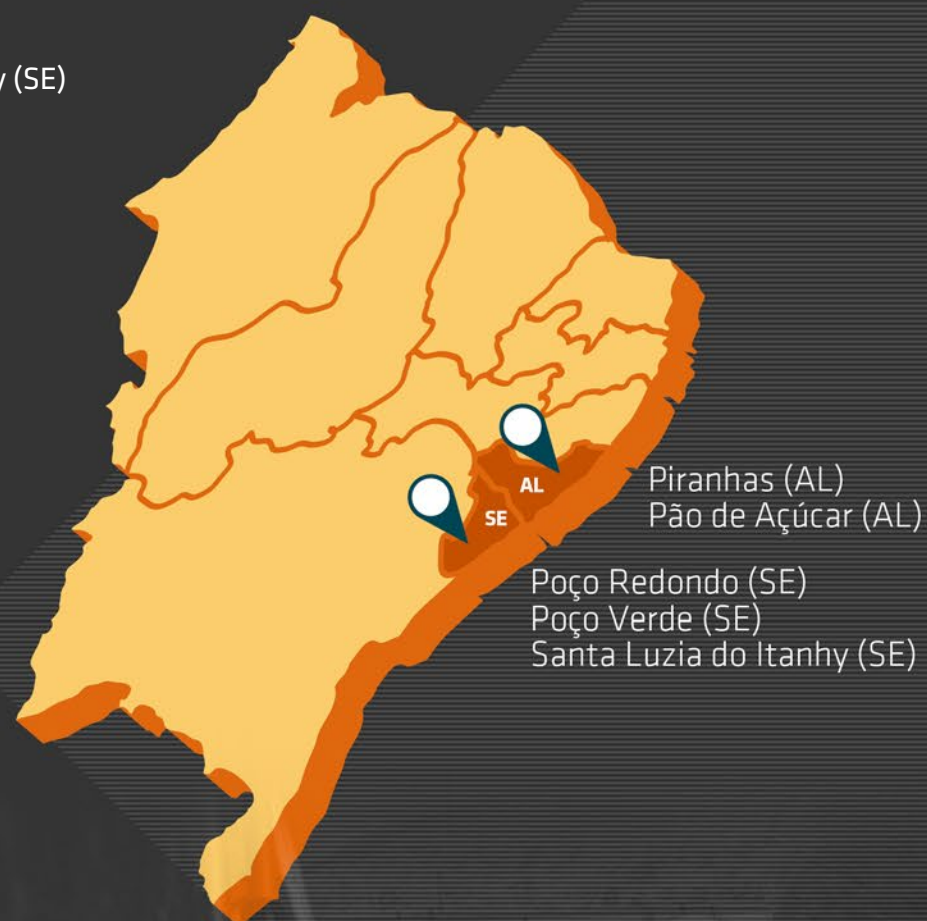 (SE)
AL
SE
Piranhas (AL)
Pão de Açúcar (AL)
Poço Redondo (SE)
Poço Verde (SE)
Santa Luzia do Itanhy (SE)